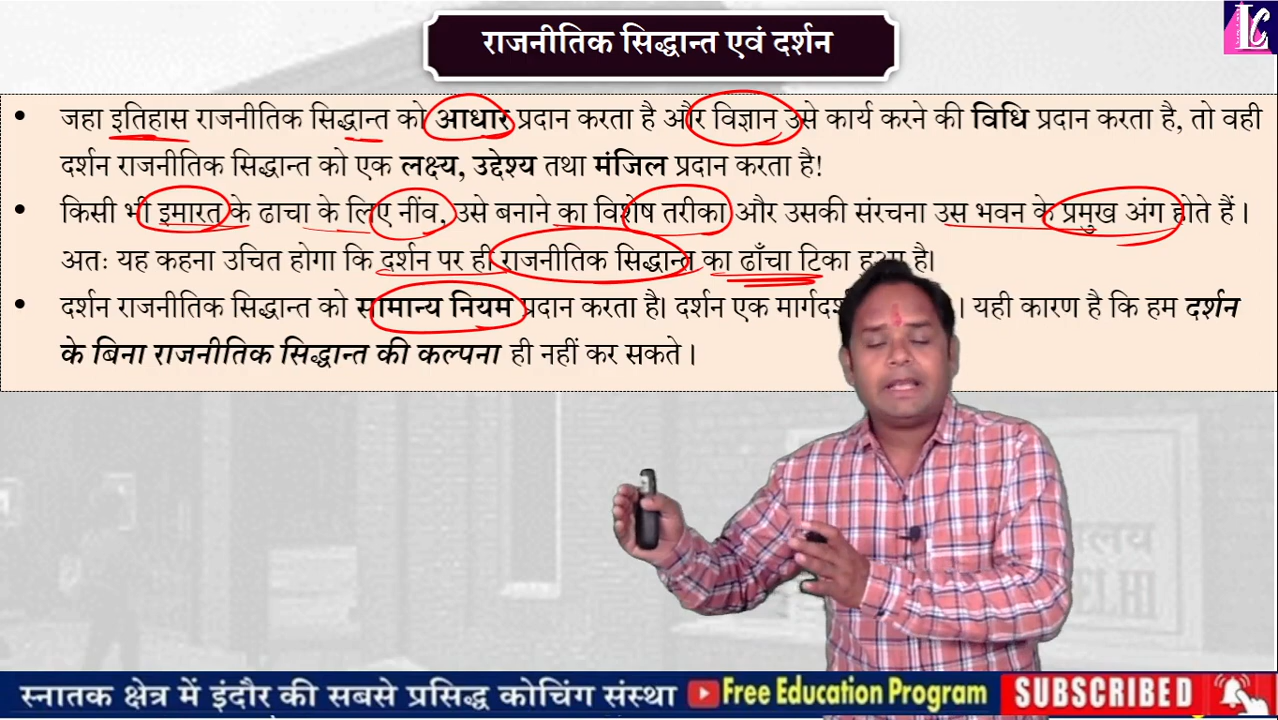 राजनीतिक सिद्धान्त एवं दर्शन
LC
• जहा इतिहास राजनीतिक सिद्धान्त को आधार प्रदान करता है और विज्ञान उसे कार्य करने की विधि प्रदान करता है, तो वही
दर्शन राजनीतिक सिद्धान्त को एक लक्ष्य, उद्देश्य तथा मंजिल प्रदान करता है!
• किसी भी इमारत के ढाचा के लिए नींव, उसे बनाने का विशेष तरीका और उसकी संरचना उस भवन के प्रमुख अंग होते हैं।
अतः यह कहना उचित होगा कि दर्शन पर ही राजनीतिक सिद्धान्त का ढाँचा टिका हुआ है।
• दर्शन राजनीतिक सिद्धान्त को सामान्य नियम प्रदान करता है। दर्शन एक । यही कारण है कि हम दर्शन
के बिना राजनीतिक सिद्धान्त की कल्पना ही नहीं कर सकते।
स्नातक क्षेत्र में इंदौर की सबसे प्रसिद्ध कोचिंग संस्था Free Education Program SUBSCRIBED